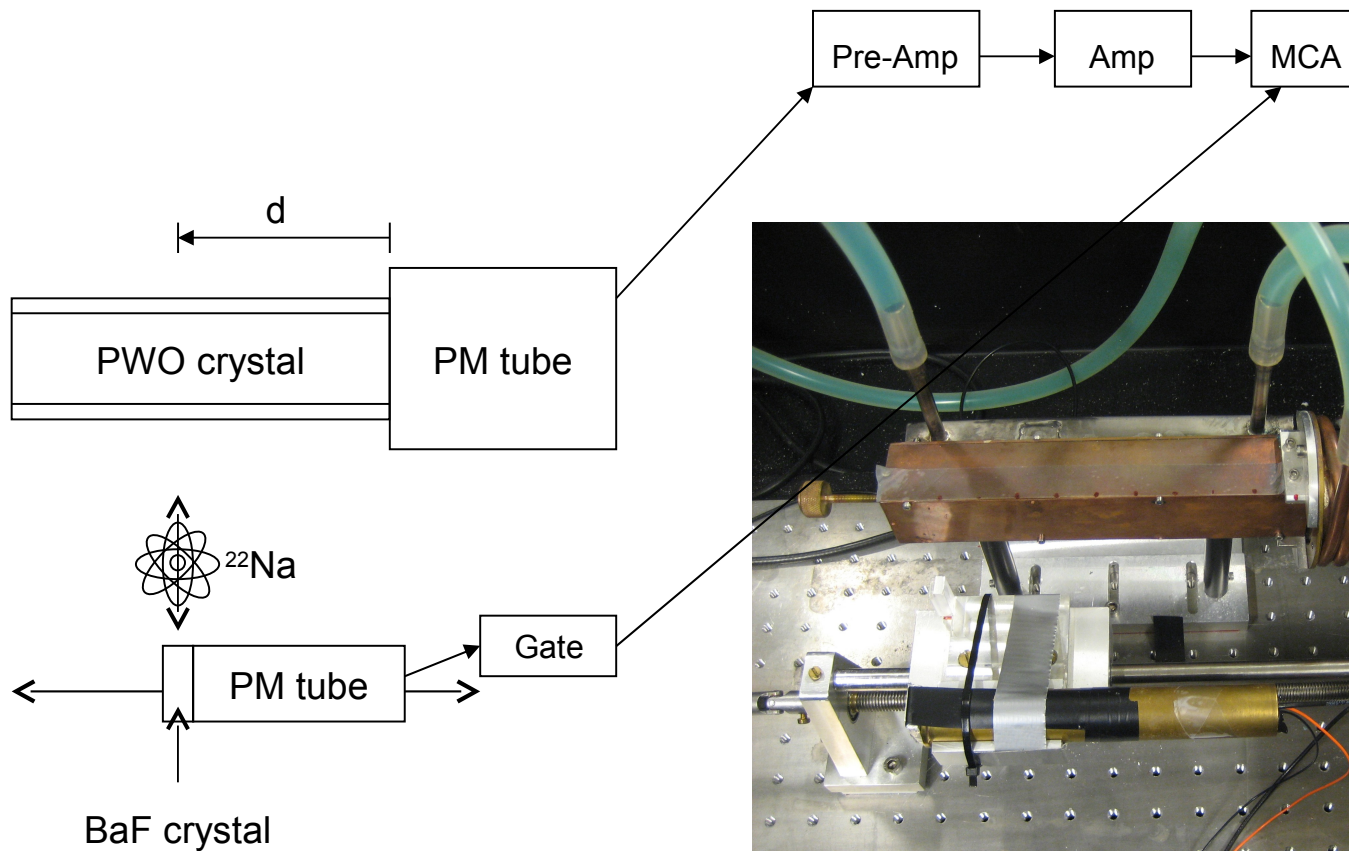 Pre-Amp
Amp
MCA
d
PWO crystal
PM tube
²²Na
Gate
PM tube
BaF crystal